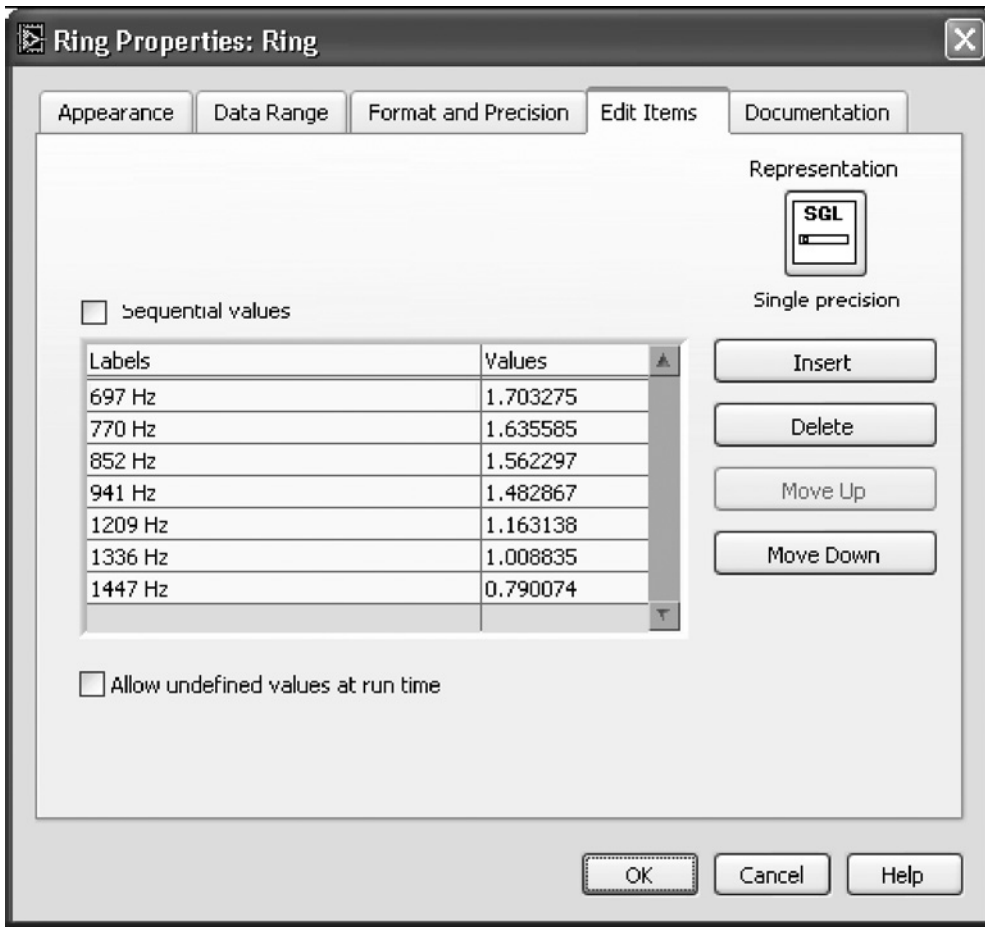 Ring Properties: Ring
Appearance Data Range Format and Precision Edit Items Documentation
Representation
SGL
Single precision
Sequential values
Labels Values
697 Hz 1.703275
770 Hz 1.635585
852 Hz 1.562297
941 Hz 1.482867
1209 Hz 1.163138
1336 Hz 1.008835
1447 Hz 0.790074
Insert
Delete
Move Up
Move Down
Allow undefined values at run time
OK Cancel Help